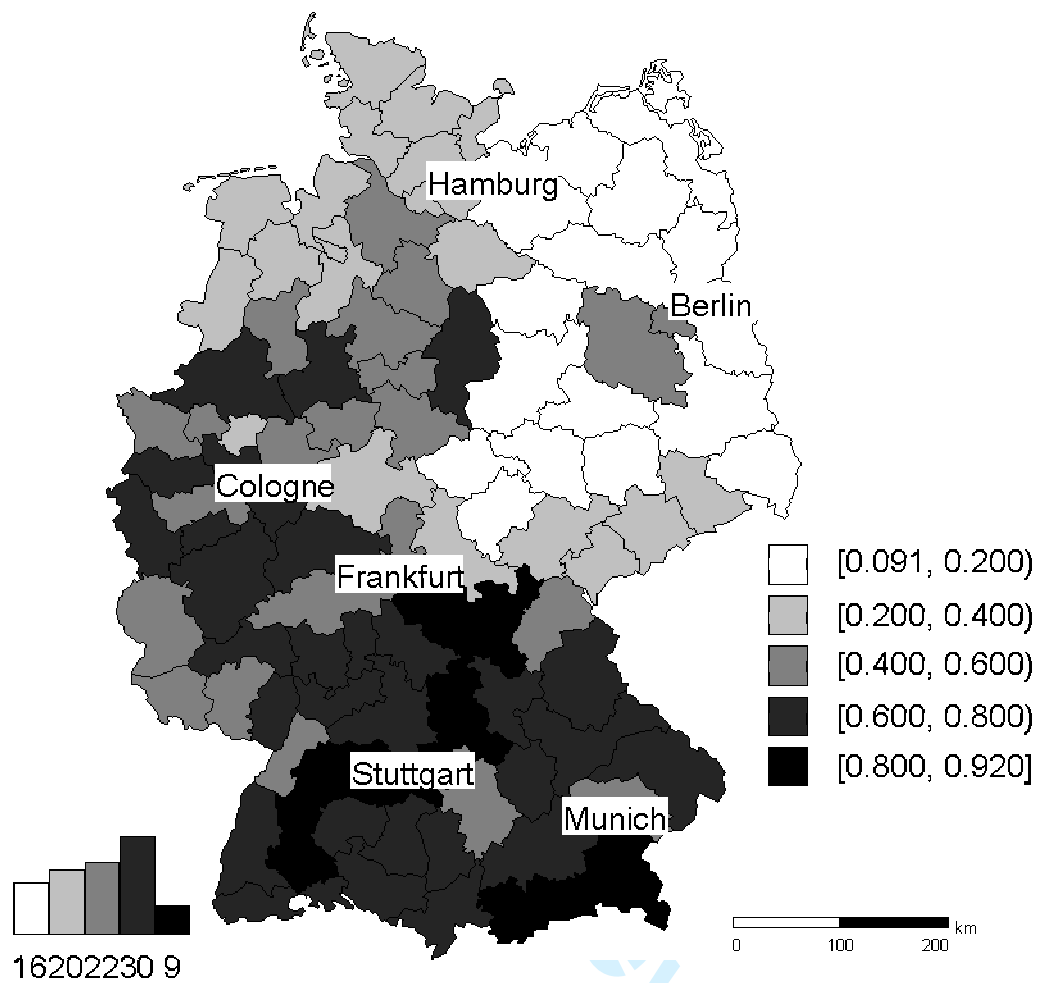 Hamburg
Berlin
Cologne
Frankfurt
Stuttgart
Munich
[0.091, 0.200)
[0.200, 0.400)
[0.400, 0.600)
[0.600, 0.800)
[0.800, 0.920]
16202230 9
km
0 100 200